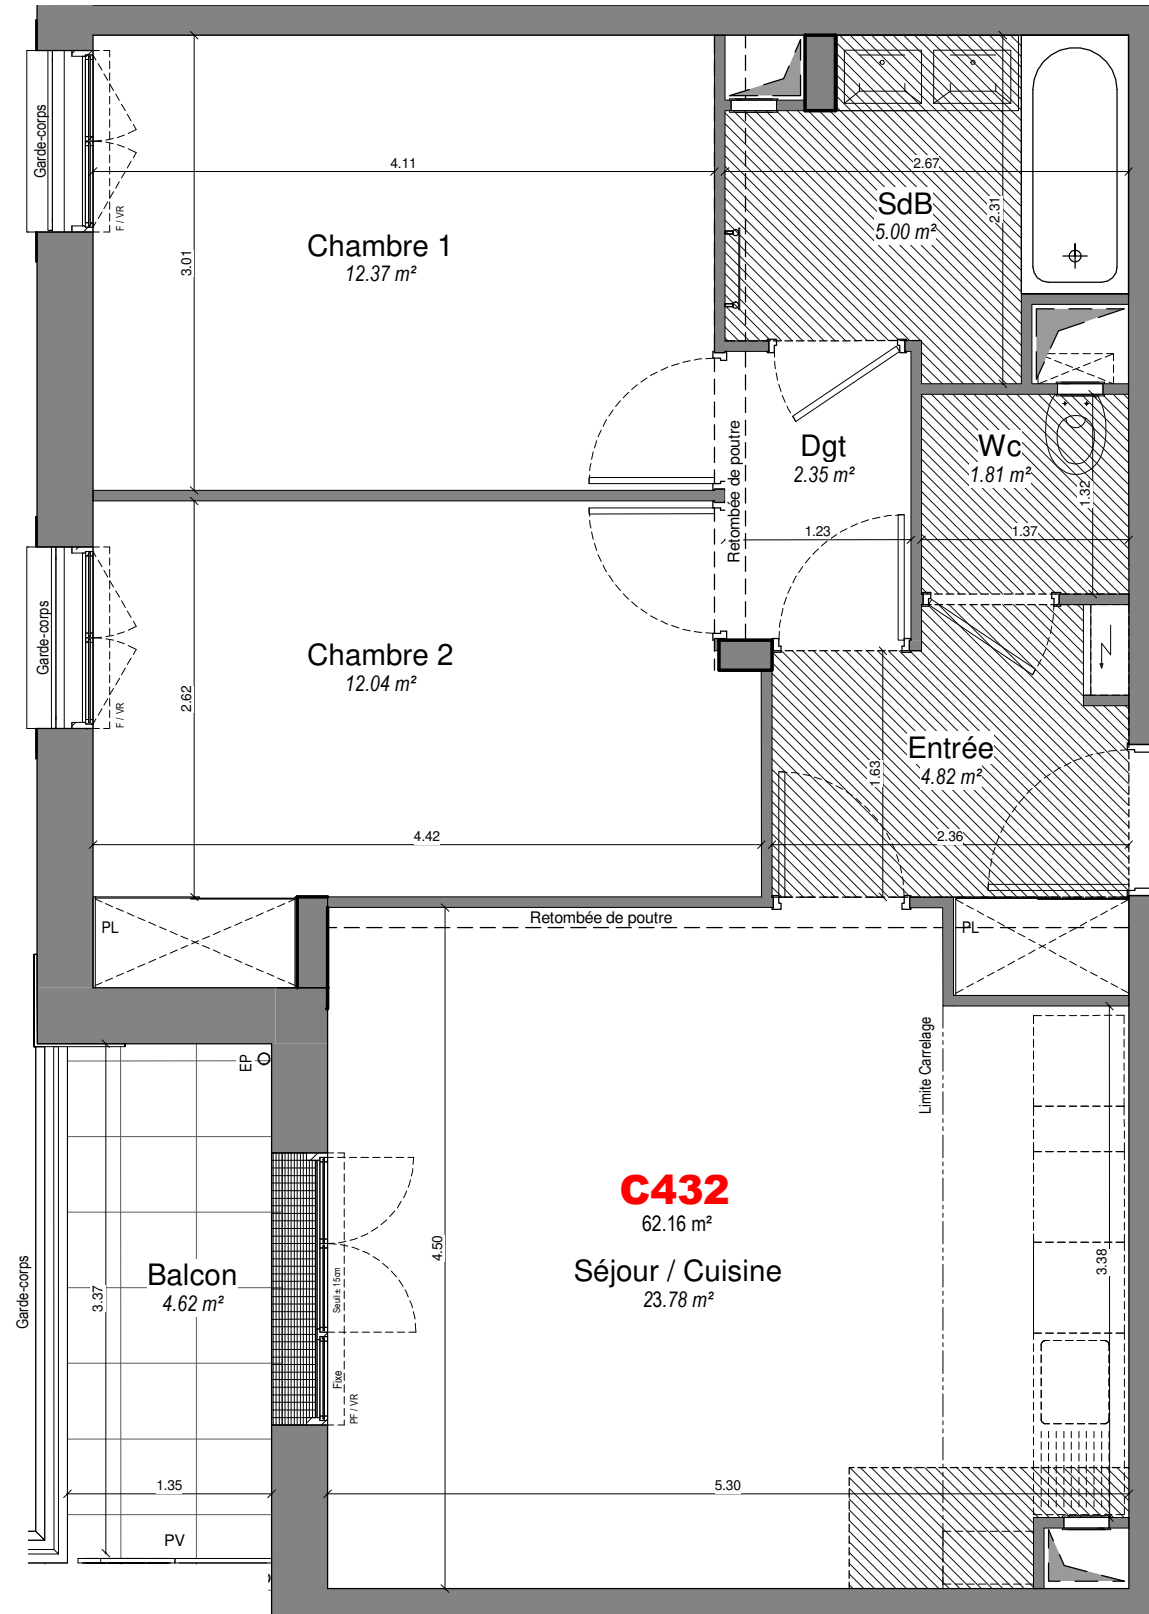 Garde-corps
F / VR
4.11
3.01
Chambre 1
12.37 m²
2.67
SdB
5.00 m²
2.31
Retombée de poutre
Dgt
2.35 m²
1.23
Wc
1.81 m²
1.32
1.37
Garde-corps
F / VR
2.62
Chambre 2
12.04 m²
4.42
Entrée
4.82 m²
1.63
2.36
PL
Retombée de poutre
PL
EP
Limite Carrelage
Garde-corps
3.37
Balcon
4.62 m²
1.35
PV
Seuil ± 15cm
Fixe
PF / VR
4.50
C432
62.16 m²
Séjour / Cuisine
23.78 m²
3.38
5.30